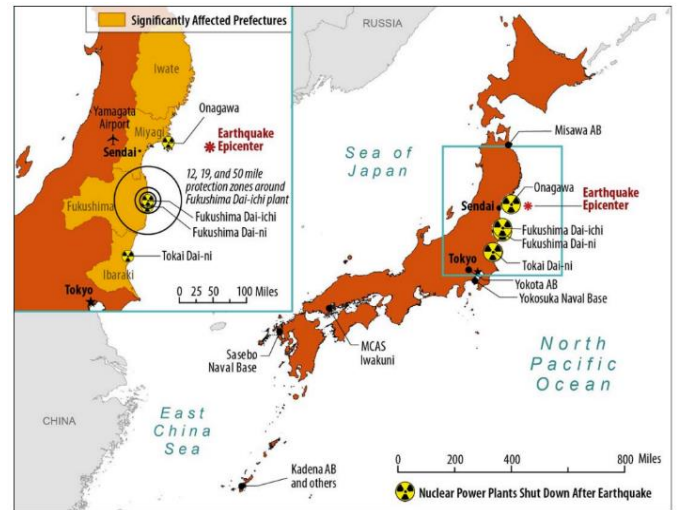 Significantly Affected Prefectures
Iwate
Yamagata
Airport
Onagawa
Miyagi
Sendai
Earthquake
Epicenter
12, 19, and 50 mile
protection zones around
Fukushima Dai-ichi plant
Fukushima
Fukushima Dai-ichi
Fukushima Dai-ni
Tokai Dai-ni
Ibaraki
Tokyo
0 25 50 100 Miles
RUSSIA
Misawa AB
Sea of
Japan
Onagawa
Earthquake
Epicenter
Sendai
Fukushima Dai-ichi
Fukushima Dai-ni
Tokyo
Tokai Dai-ni
Yokota AB
Yokosuka Naval Base
MCAS
Iwakuni
Sasebo
Naval Base
North
Pacific
Ocean
CHINA
East
China
Sea
Kadena AB
and others
0 200 400 800 Miles
Nuclear Power Plants Shut Down After Earthquake